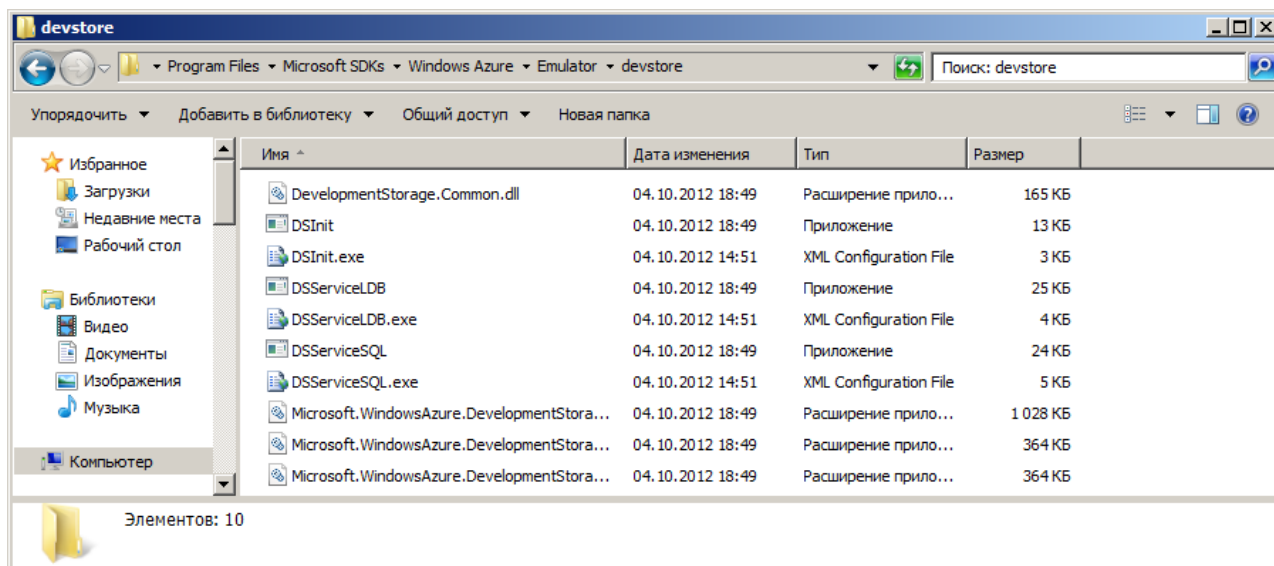 devstore
Program Files Microsoft SDKs Windows Azure Emulator devstore Поиск: devstore
Упорядочить Добавить в библиотеку Общий доступ Новая папка
Избранное
Загрузки
Недавние места
Рабочий стол
Библиотеки
Видео
Документы
Изображения
Музыка
Компьютер
Имя Дата изменения Тип Размер
DevelopmentStorage.Common.dll 04.10.2012 18:49 Расширение прило... 165 КБ
DSInit 04.10.2012 18:49 Приложение 13 КБ
DSInit.exe 04.10.2012 14:51 XML Configuration File 3 КБ
DSServiceLDB 04.10.2012 18:49 Приложение 25 КБ
DSServiceLDB.exe 04.10.2012 14:51 XML Configuration File 4 КБ
DSServiceSQL 04.10.2012 18:49 Приложение 24 КБ
DSServiceSQL.exe 04.10.2012 14:51 XML Configuration File 5 КБ
Microsoft.WindowsAzure.DevelopmentStora... 04.10.2012 18:49 Расширение прило... 1 028 КБ
Microsoft.WindowsAzure.DevelopmentStora... 04.10.2012 18:49 Расширение прило... 364 КБ
Microsoft.WindowsAzure.DevelopmentStora... 04.10.2012 18:49 Расширение прило... 364 КБ
Элементов: 10